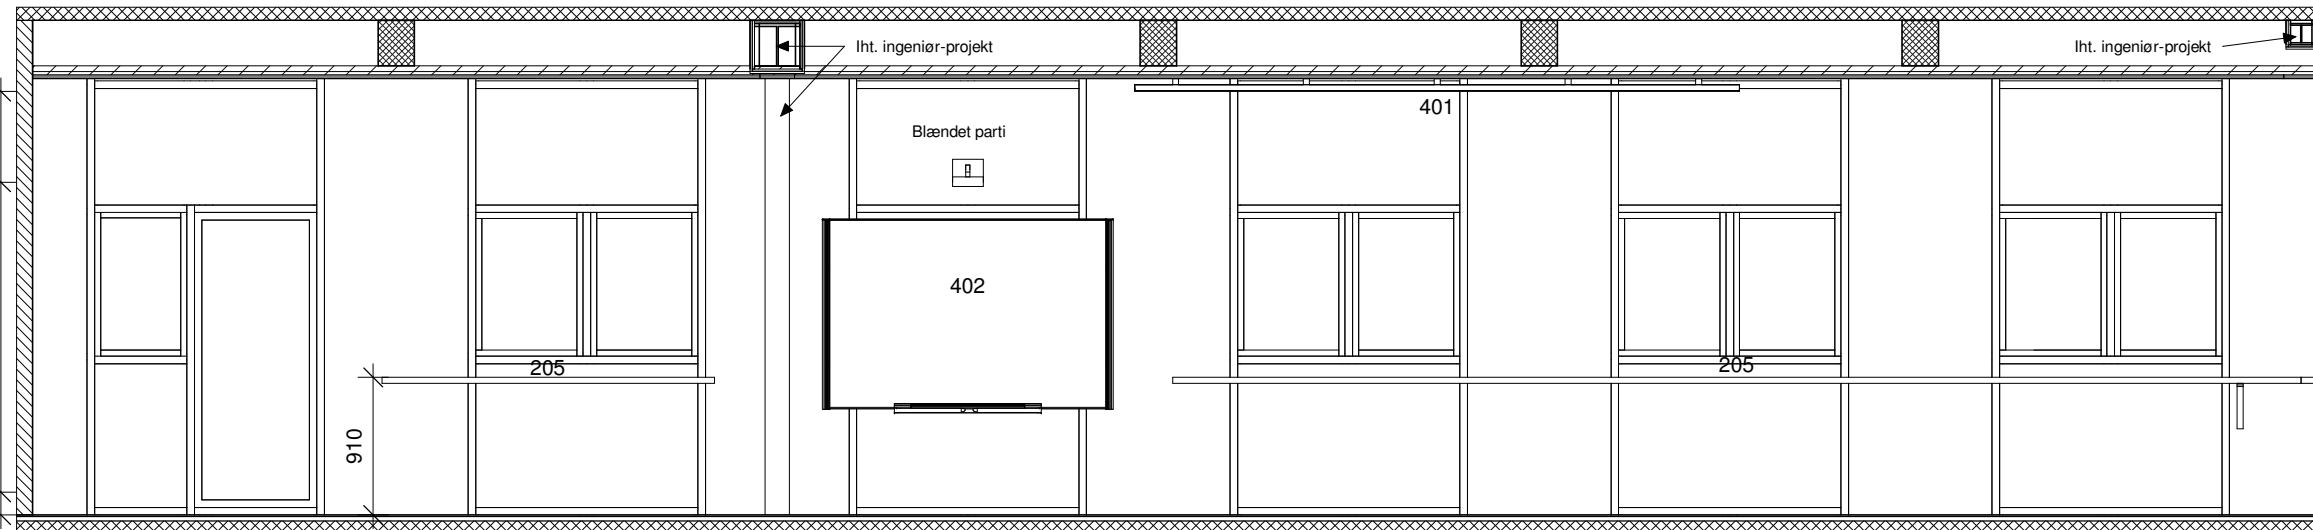 Iht. ingeniør-projekt
Iht. ingeniør-projekt
401
Blændet parti
402
205
205
910